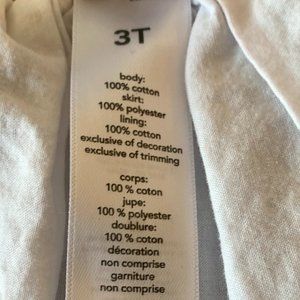 3T
body:
100% cotton
skirt:
100% polyester
lining:
100% cotton
exclusive of decoration
exclusive of trimming
corps:
100 % coton
jupe:
100 % polyester
doublure:
100 % coton
décoration
non comprise
garniture
non comprise